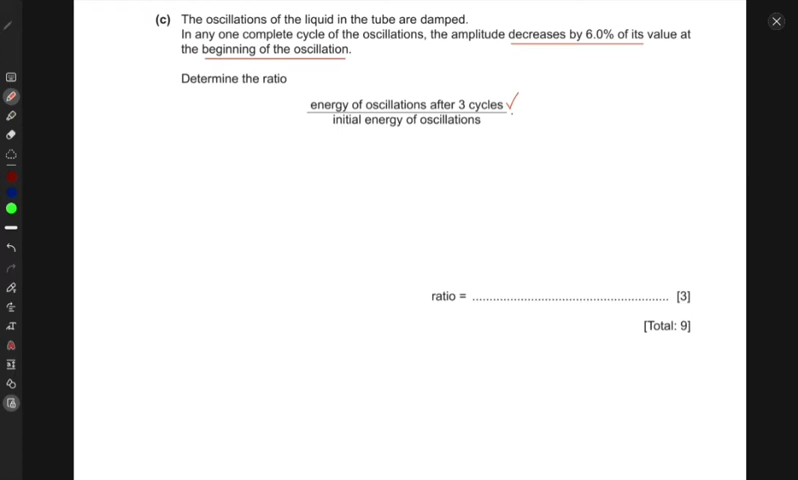 (c) The oscillations of the liquid in the tube are damped.
In any one complete cycle of the oscillations, the amplitude decreases by 6.0% of its value at
the beginning of the oscillation.
Determine the ratio
energy of oscillations after 3 cycles
initial energy of oscillations
ratio = ........................................................ [3]
[Total: 9]